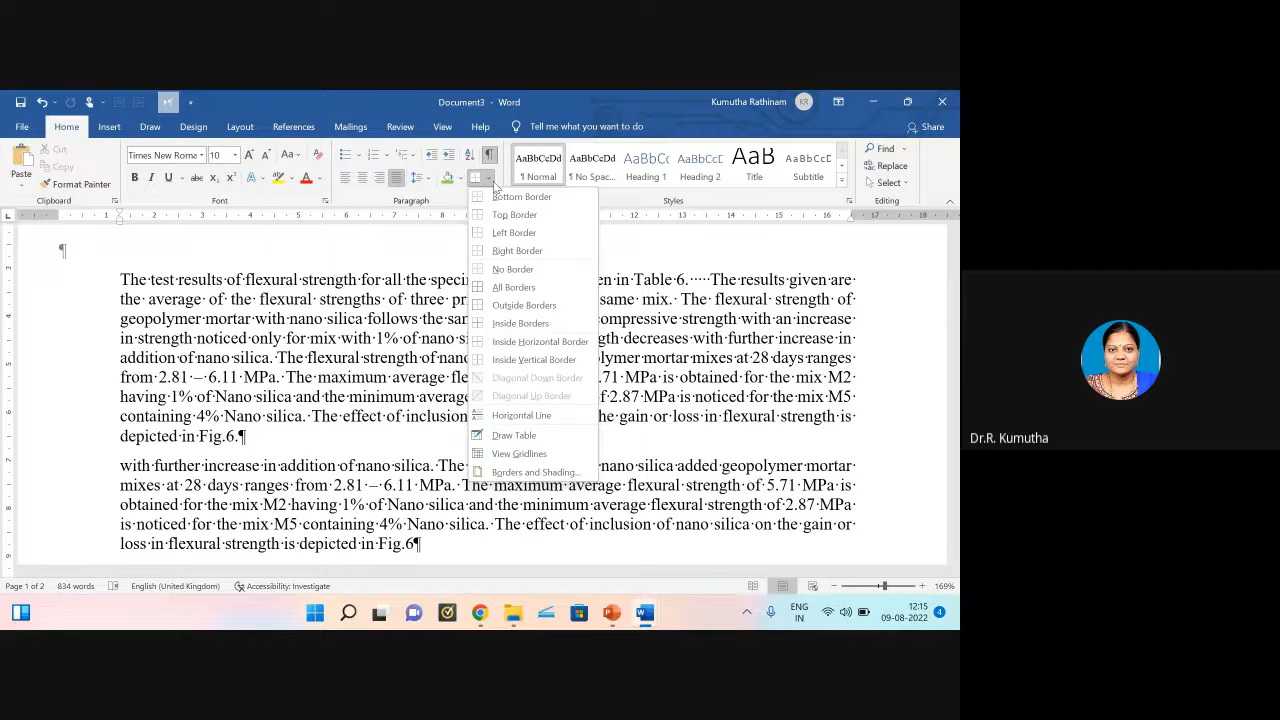 Document3 - Word
Kumutha Rathinam
KR
File Home Insert Draw Design Layout References Mailings Review View Help Tell me what you want to do Share
Cut
Copy
Paste
Format Painter
Clipboard
Times New Roma 10
Paragraph
AaBbCcDd AaBbCcDd AaBbCc AaBbCcD AaB AaBbCcD
¶ Normal ¶ No Spac... Heading 1 Heading 2 Title Subtitle
Styles
Find
Replace
Select
Editing
Bottom Border
Top Border
Left Border
Right Border
No Border
All Borders
Outside Borders
Inside Borders
Inside Horizontal Border
Inside Vertical Border
Diagonal Down Border
Diagonal Up Border
Horizontal Line
Draw Table
View Gridlines
Borders and Shading...
¶
The·test·results·of·flexural·strength·for·all·the·speci en·in·Table·6.·····The·results·given·are
the·average·of·the·flexural·strengths·of·three·pri same·mix.·The·flexural·strength·of
geopolymer·mortar·with·nano·silica·follows·the·sa mpressive·strength·with·an·increase
in·strength·noticed·only·for·mix·with·1%·of·nano·s gth·decreases·with·further·increase·in
addition·of·nano·silica.·The·flexural·strength·of·nano lymer·mortar·mixes·at·28·days·ranges
from·2.81·–·6.11·MPa.·The·maximum·average·fle .71·MPa·is·obtained·for·the·mix·M2·
having·1%·of·Nano·silica·and·the·minimum·avera of·2.87·MPa·is·noticed·for·the·mix·M5
containing·4%·Nano·silica.·The·effect·of·inclusion the·gain·or·loss·in·flexural·strength·is
depicted·in·Fig.6.¶
with·further·increase·in·addition·of·nano·silica.·The nano·silica·added·geopolymer·mortar
mixes·at·28·days·ranges·from·2.81·–·6.11·MPa.·The·maximum·average·flexural·strength·of·5.71·MPa·is
obtained·for·the·mix·M2·having·1%·of·Nano·silica·and·the·minimum·average·flexural·strength·of·2.87·MPa
is·noticed·for·the·mix·M5·containing·4%·Nano·silica.·The·effect·of·inclusion·of·nano·silica·on·the·gain·or·
loss·in·flexural·strength·is·depicted·in·Fig.6¶
Page 1 of 2 834 words English (United Kingdom) Accessibility: Investigate 169%
ENG
IN
12:15
09-08-2022
4
Dr.R. Kumutha